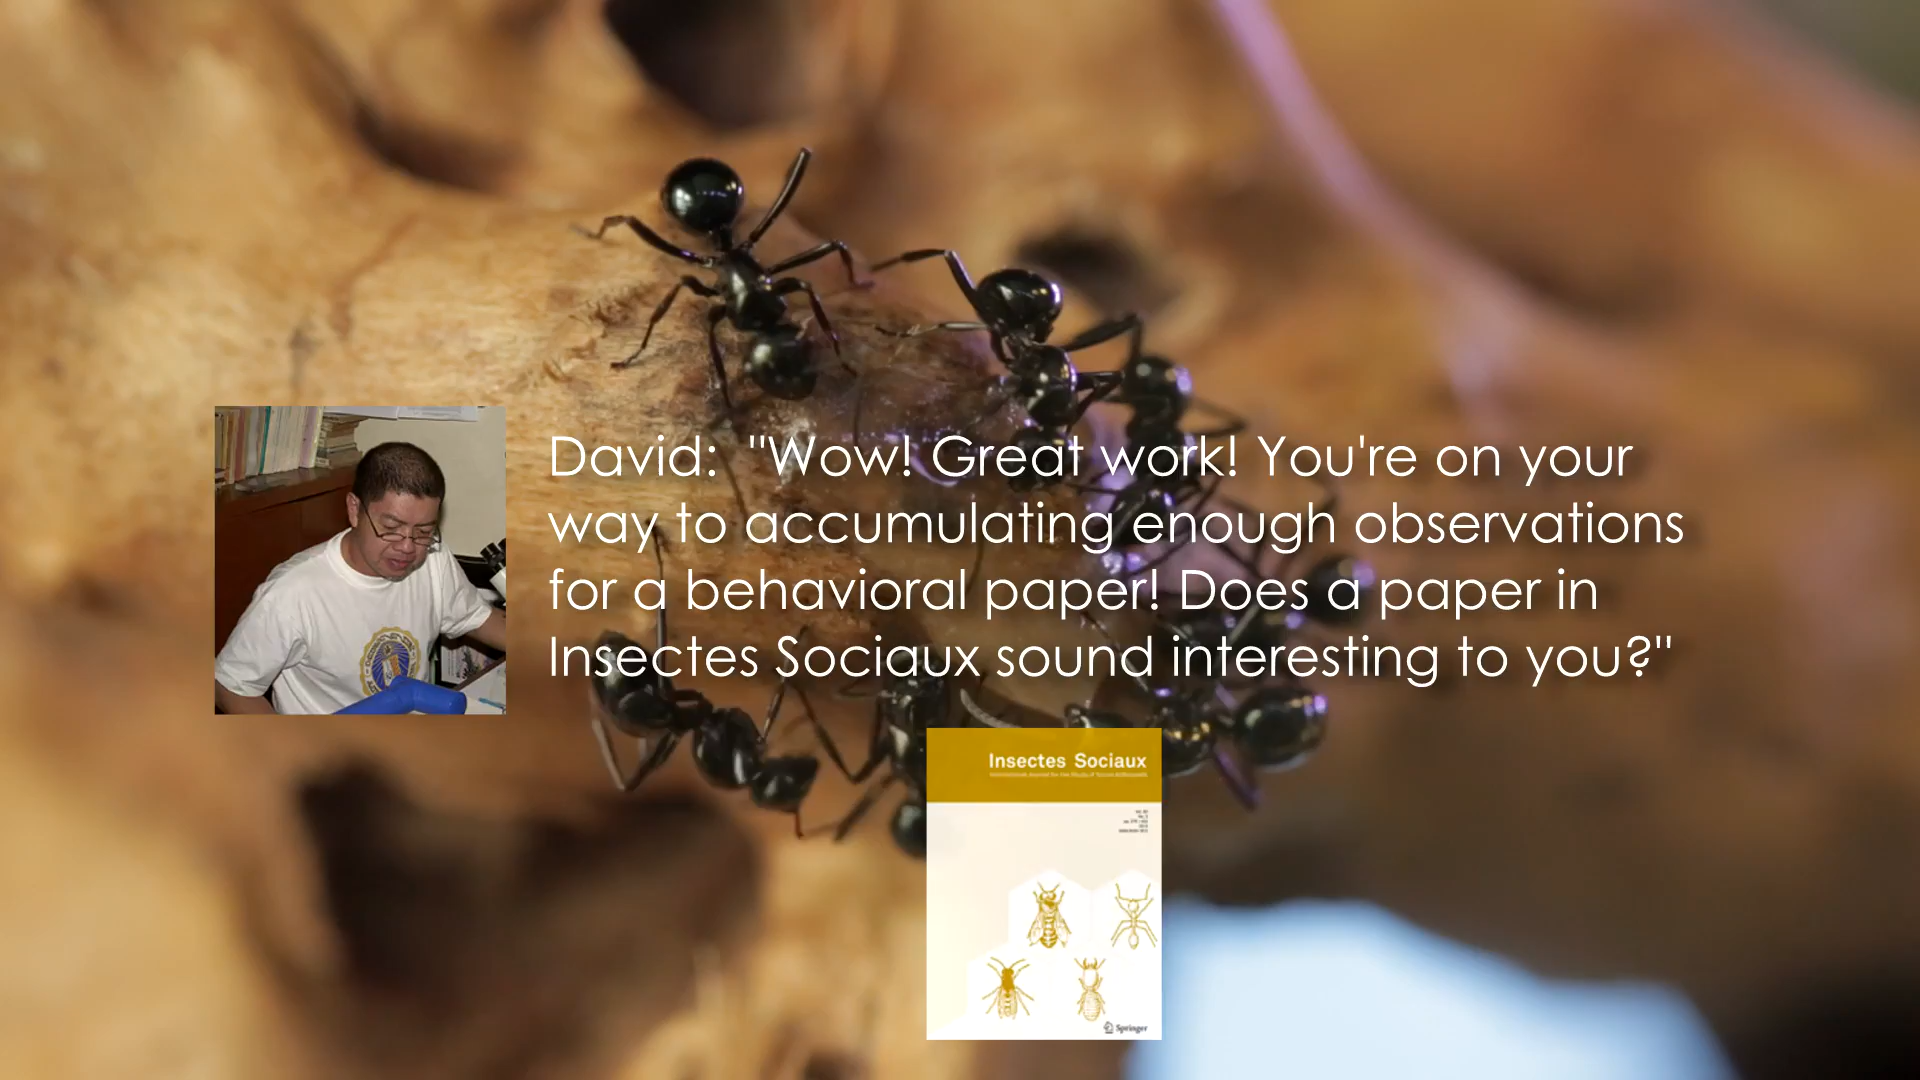 David:  "Wow! Great work! You're on your
way to accumulating enough observations
for a behavioral paper! Does a paper in
Insectes Sociaux sound interesting to you?"
Insectes Sociaux
Springer